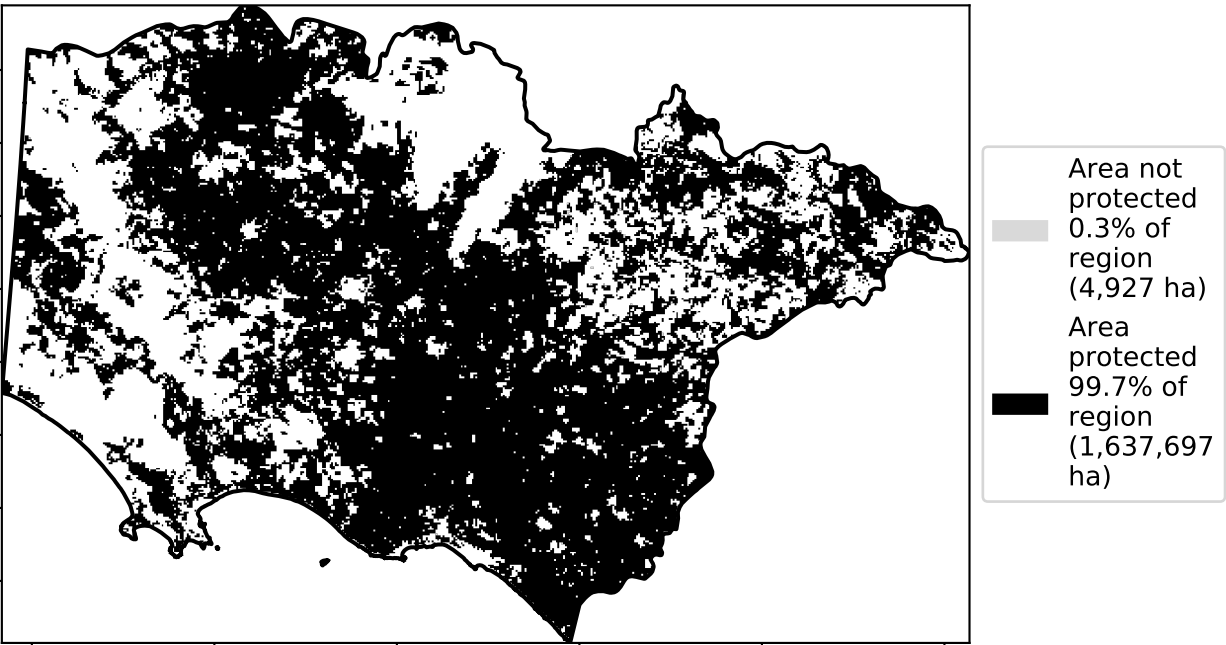 Area not
protected
0.3% of
region
(4,927 ha)
Area
protected
99.7% of
region
(1,637,697
ha)